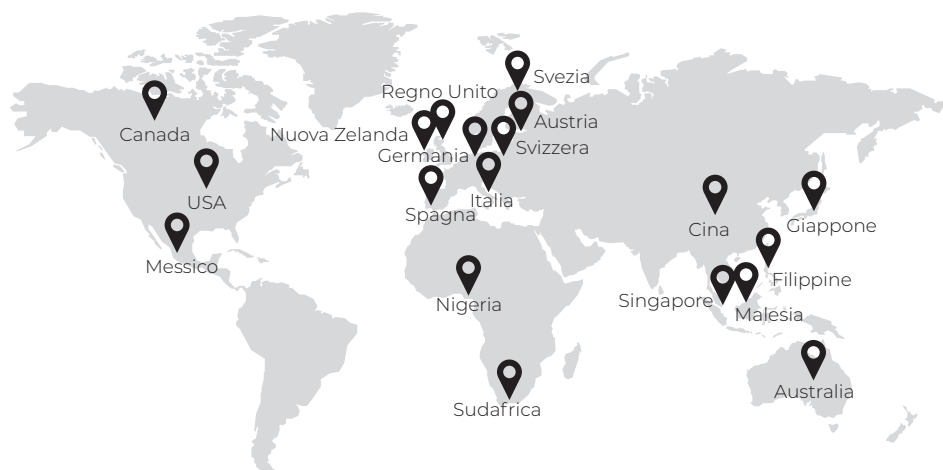 Svezia
Regno Unito
Austria
Canada
Nuova Zelanda
Svizzera
Germania
USA
Italia
Spagna
Giappone
Cina
Messico
Filippine
Singapore
Nigeria
Malesia
Australia
Sudafrica